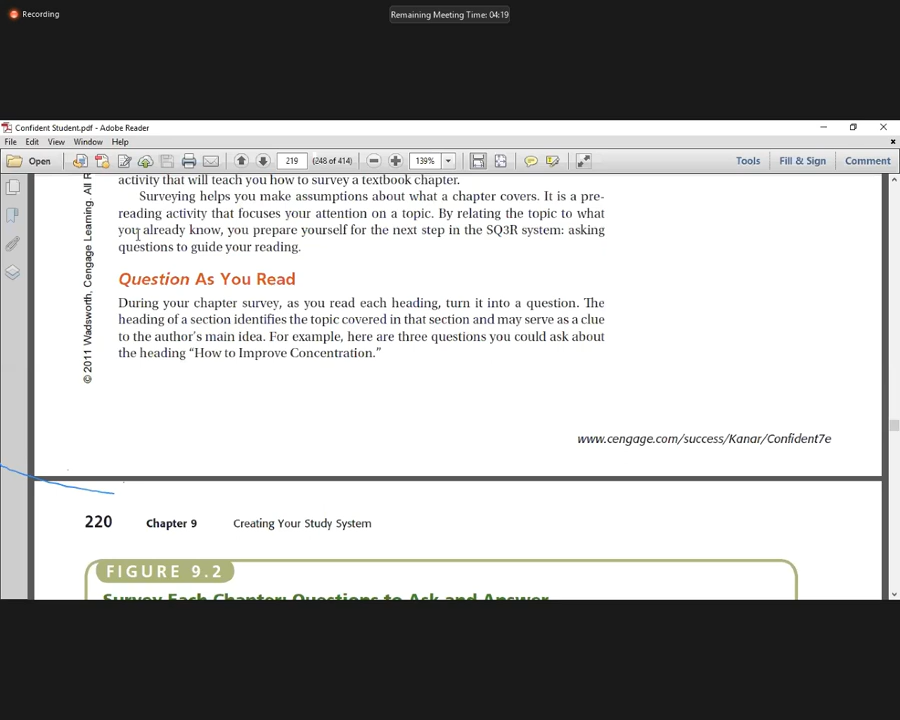 Recording
Remaining Meeting Time: 04:19
Confident Student.pdf - Adobe Reader
File Edit View Window Help
Open 219 (248 of 414) 139% Tools Fill & Sign Comment
activity that will teach you how to survey a textbook chapter.
Surveying helps you make assumptions about what a chapter covers. It is a pre-
reading activity that focuses your attention on a topic. By relating the topic to what
you already know, you prepare yourself for the next step in the SQ3R system: asking
questions to guide your reading.
© 2011 Wadsworth, Cengage Learning. All R
Question As You Read
During your chapter survey, as you read each heading, turn it into a question. The
heading of a section identifies the topic covered in that section and may serve as a clue
to the author's main idea. For example, here are three questions you could ask about
the heading “How to Improve Concentration.”
www.cengage.com/success/Kanar/Confident7e
220 Chapter 9 Creating Your Study System
FIGURE 9.2
Survey Each Chapter: Questions to Ask and Answer